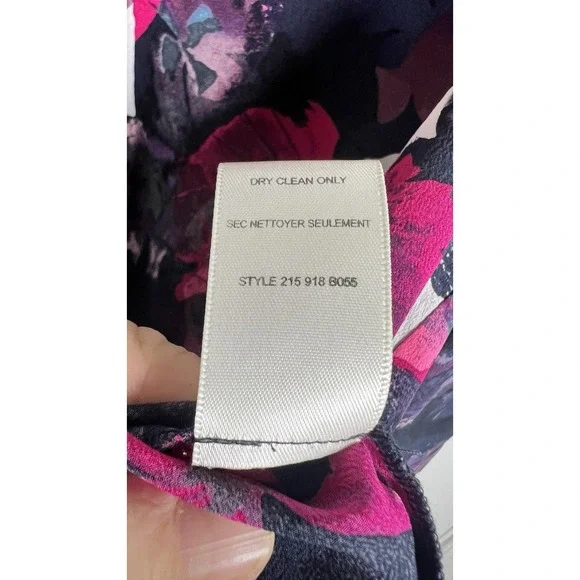 DRY CLEAN ONLY
SEC NETTOYER SEULEMENT
STYLE 215 918 B055